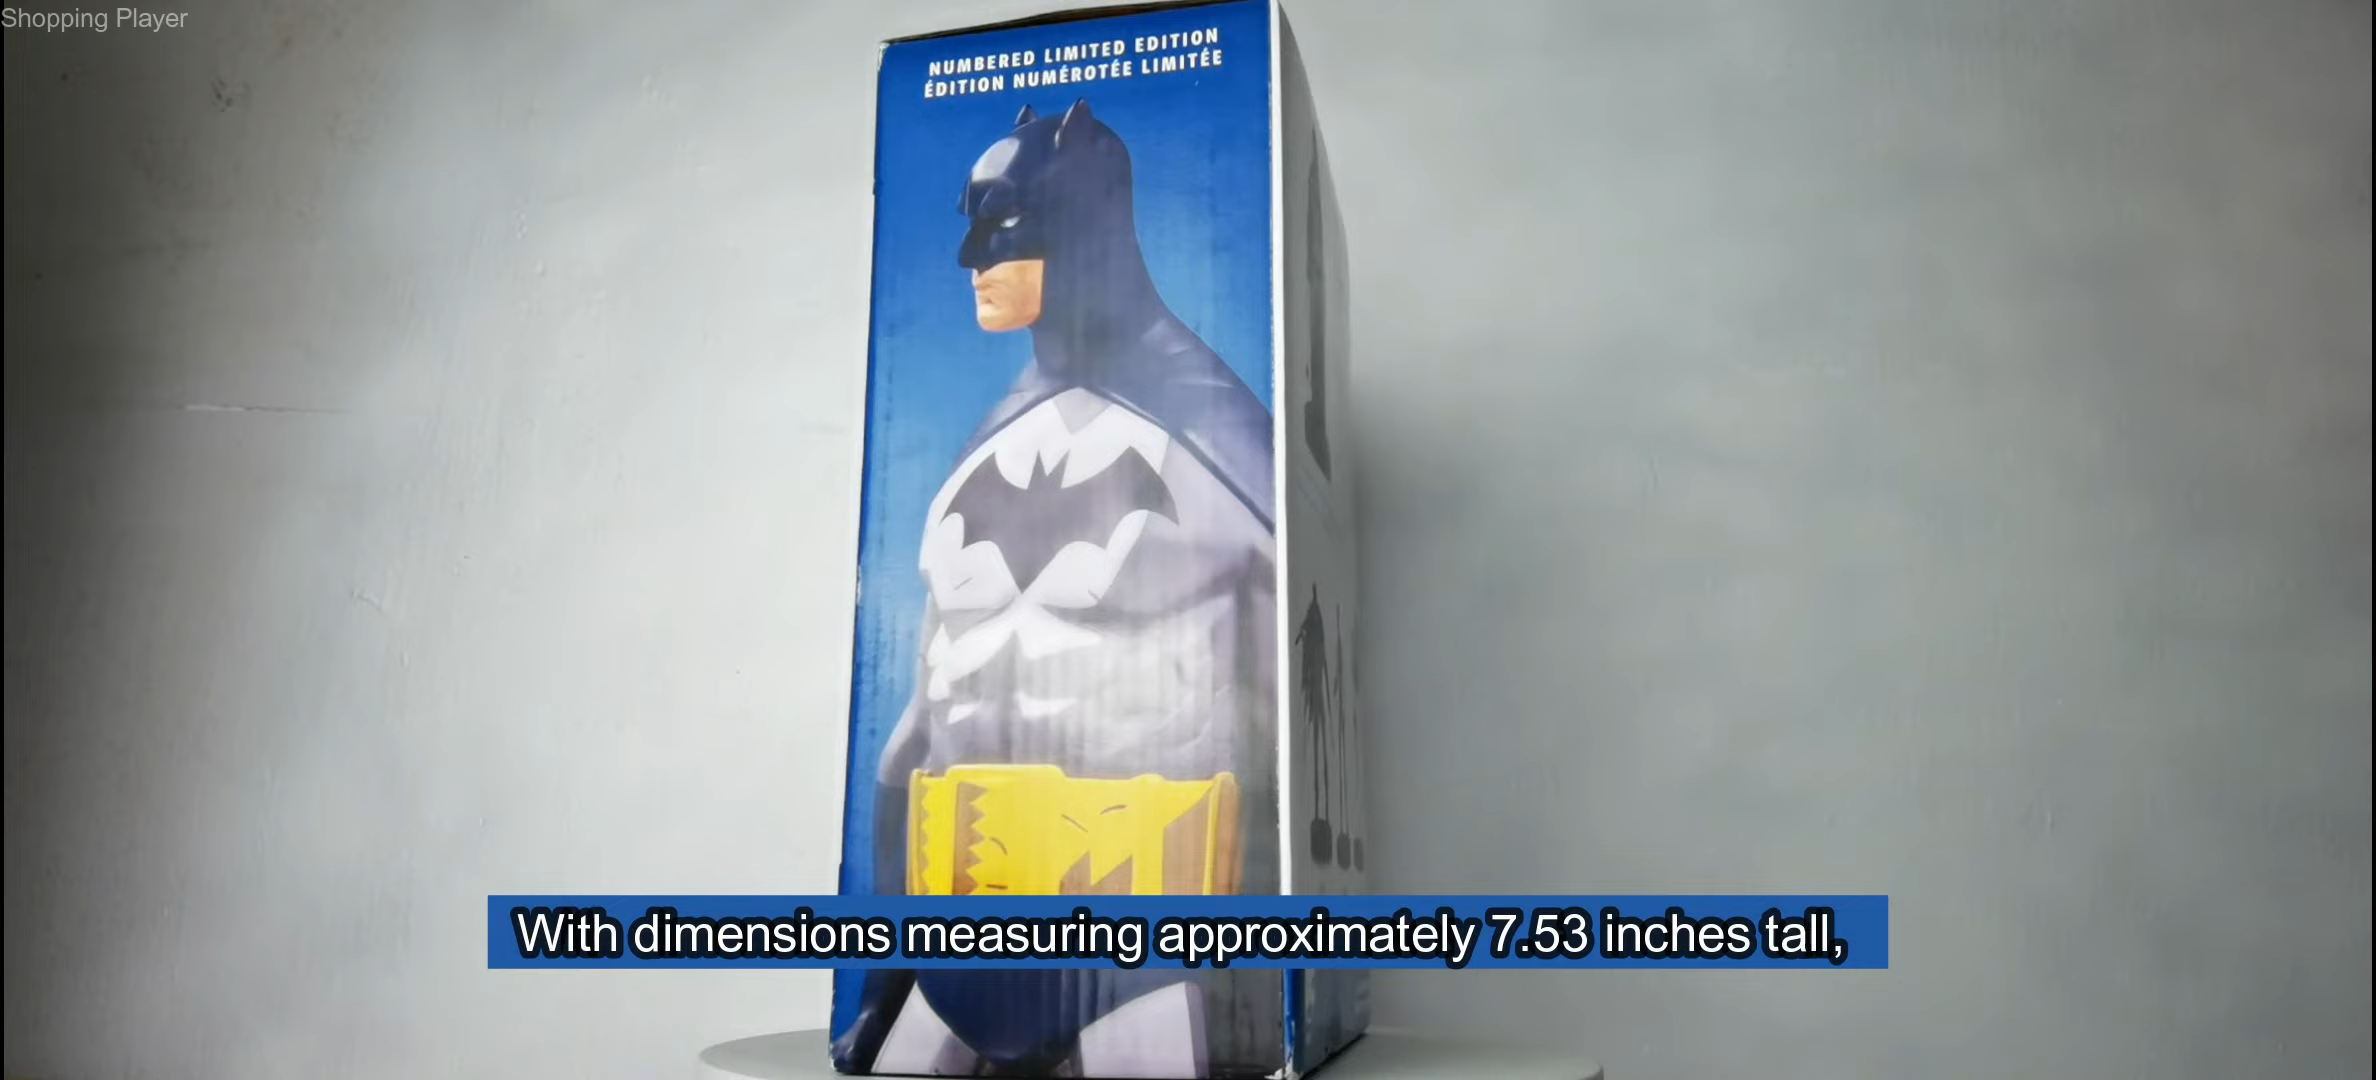 Shopping Player
NUMBERED LIMITED EDITION
ÉDITION NUMÉROTÉE LIMITÉE
With dimensions measuring approximately 7.53 inches tall,